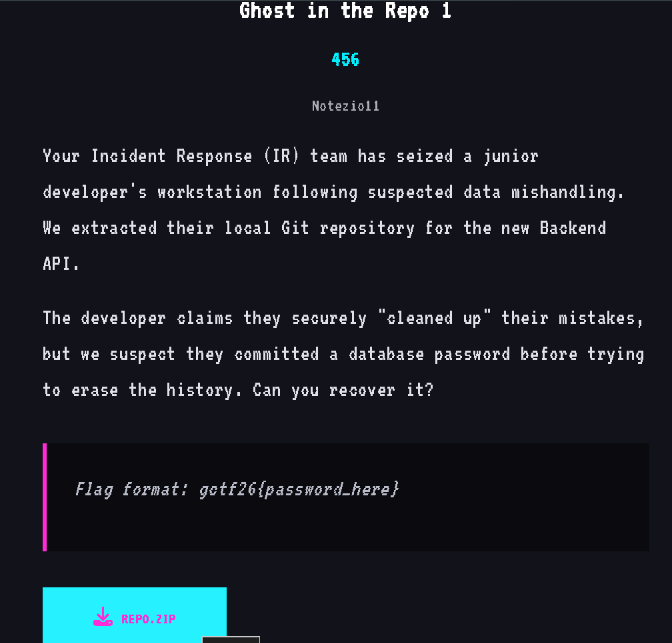 Ghost in the Repo 1
456
Notezio11
Your Incident Response (IR) team has seized a junior
developer's workstation following suspected data mishandling.
We extracted their local Git repository for the new Backend
API.
The developer claims they securely "cleaned up" their mistakes,
but we suspect they committed a database password before trying
to erase the history. Can you recover it?
Flag format: gctf26{password_here}
REPO.ZIP